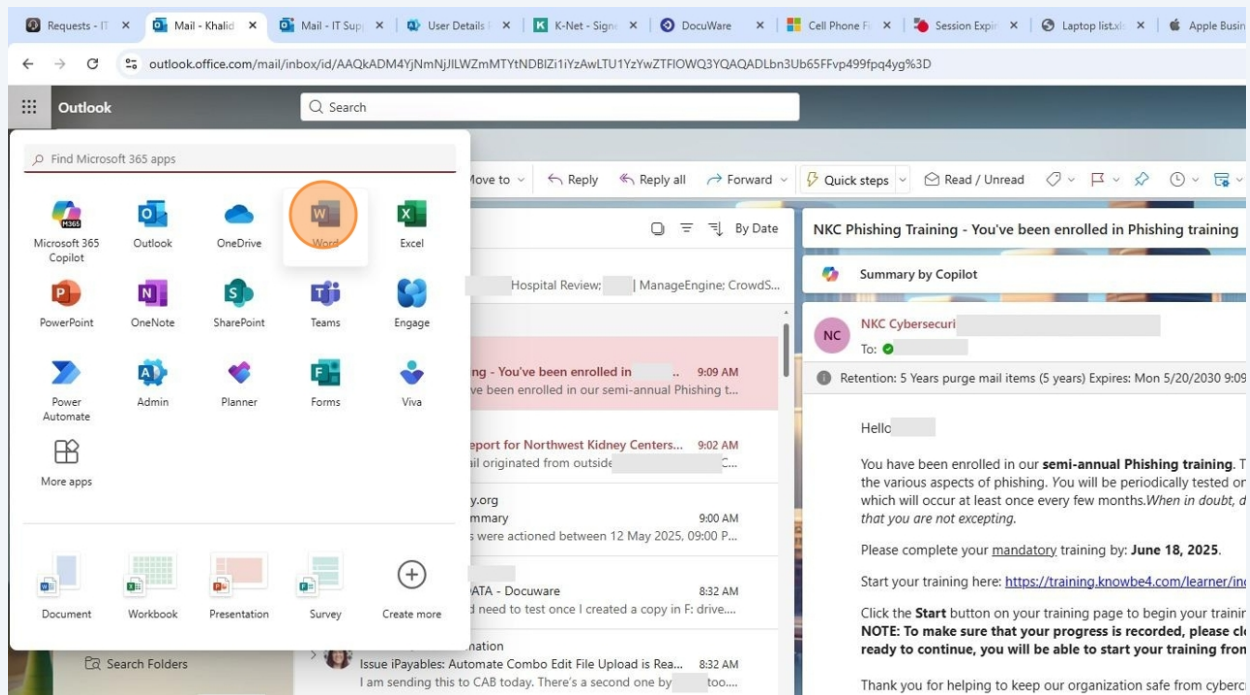 Requests - IT
Mail - Khalid
Mail - IT Sup
User Details
K-Net - Signe
DocuWare
Cell Phone Fi
Session Expir
Laptop list.xls
Apple Busin
outlook.office.com/mail/inbox/id/AAQkADM4YjNmNjJlLWZmMTYtNDBlZi1iYzAwLTU1YzYwZTFlOWQ3YQAQADLbn3Ub65FFvp499fpq4yg%3D
Outlook
Search
Find Microsoft 365 apps
Move to
Reply
Reply all
Forward
Quick steps
Read / Unread
Microsoft 365
Copilot
Outlook
OneDrive
Word
Excel
PowerPoint
OneNote
SharePoint
Teams
Engage
Power
Automate
Admin
Planner
Forms
Viva
More apps
Document
Workbook
Presentation
Survey
Create more
Search Folders
By Date
Hospital Review; | ManageEngine; CrowdS...
ng - You've been enrolled in .. 9:09 AM
ve been enrolled in our semi-annual Phishing t...
eport for Northwest Kidney Centers... 9:02 AM
ail originated from outside C...
y.org
mmary 9:00 AM
s were actioned between 12 May 2025, 09:00 P...
ATA - Docuware 8:32 AM
d need to test once I created a copy in F: drive....
mation
Issue iPayables: Automate Combo Edit File Upload is Rea... 8:32 AM
I am sending this to CAB today. There's a second one by too....
NKC Phishing Training - You've been enrolled in Phishing training
Summary by Copilot
NC
NKC Cybersecuri
To:
Retention: 5 Years purge mail items (5 years) Expires: Mon 5/20/2030 9:09
Hello
You have been enrolled in our semi-annual Phishing training. T
the various aspects of phishing. You will be periodically tested on
which will occur at least once every few months.When in doubt, d
that you are not excepting.
Please complete your mandatory training by: June 18, 2025.
Start your training here: https://training.knowbe4.com/learner/ind
Click the Start button on your training page to begin your trainin
NOTE: To make sure that your progress is recorded, please clo
ready to continue, you will be able to start your training from
Thank you for helping to keep our organization safe from cybercr